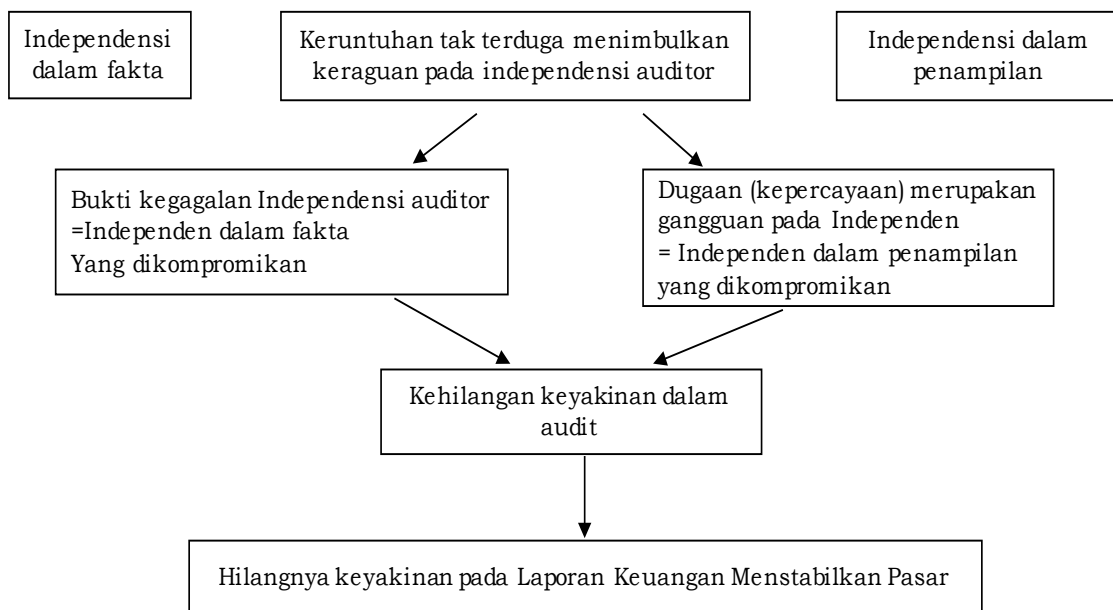 Independensi
dalam fakta
Keruntuhan tak terduga menimbulkan
keraguan pada independensi auditor
Independensi dalam
penampilan
Bukti kegagalan Independensi auditor
=Independen dalam fakta
Yang dikompromikan
Dugaan (kepercayaan) merupakan
gangguan pada Independen
= Independen dalam penampilan
yang dikompromikan
Kehilangan keyakinan dalam
audit
Hilangnya keyakinan pada Laporan Keuangan Menstabilkan Pasar